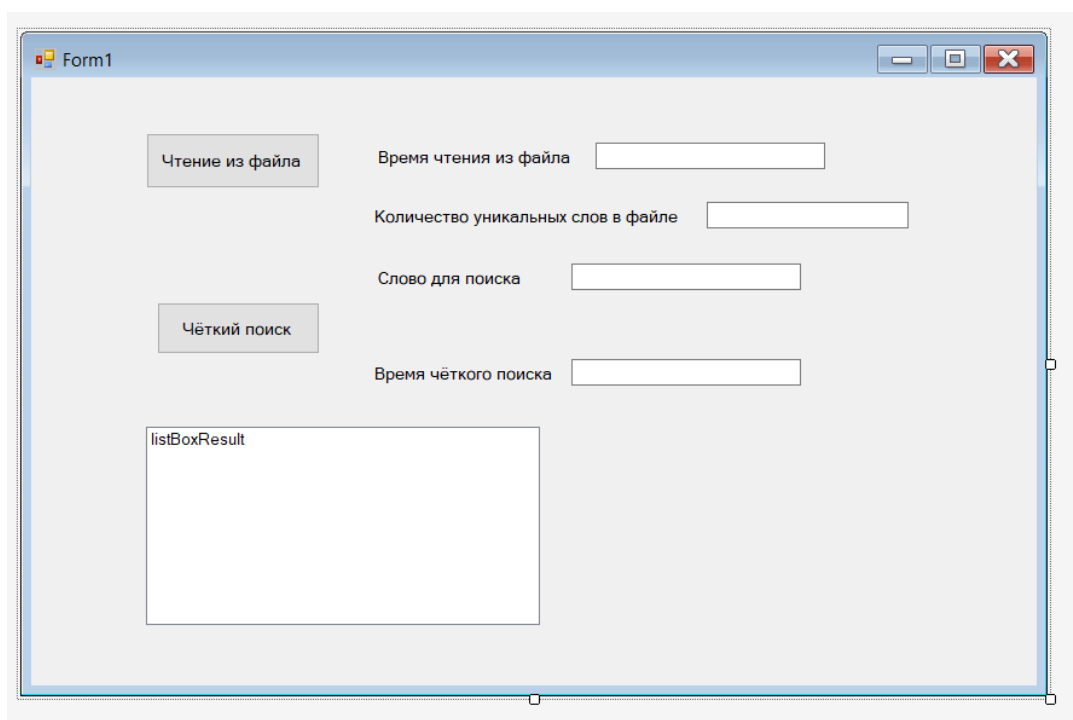 Form1
Чтение из файла
Время чтения из файла
Количество уникальных слов в файле
Слово для поиска
Чёткий поиск
Время чёткого поиска
listBoxResult